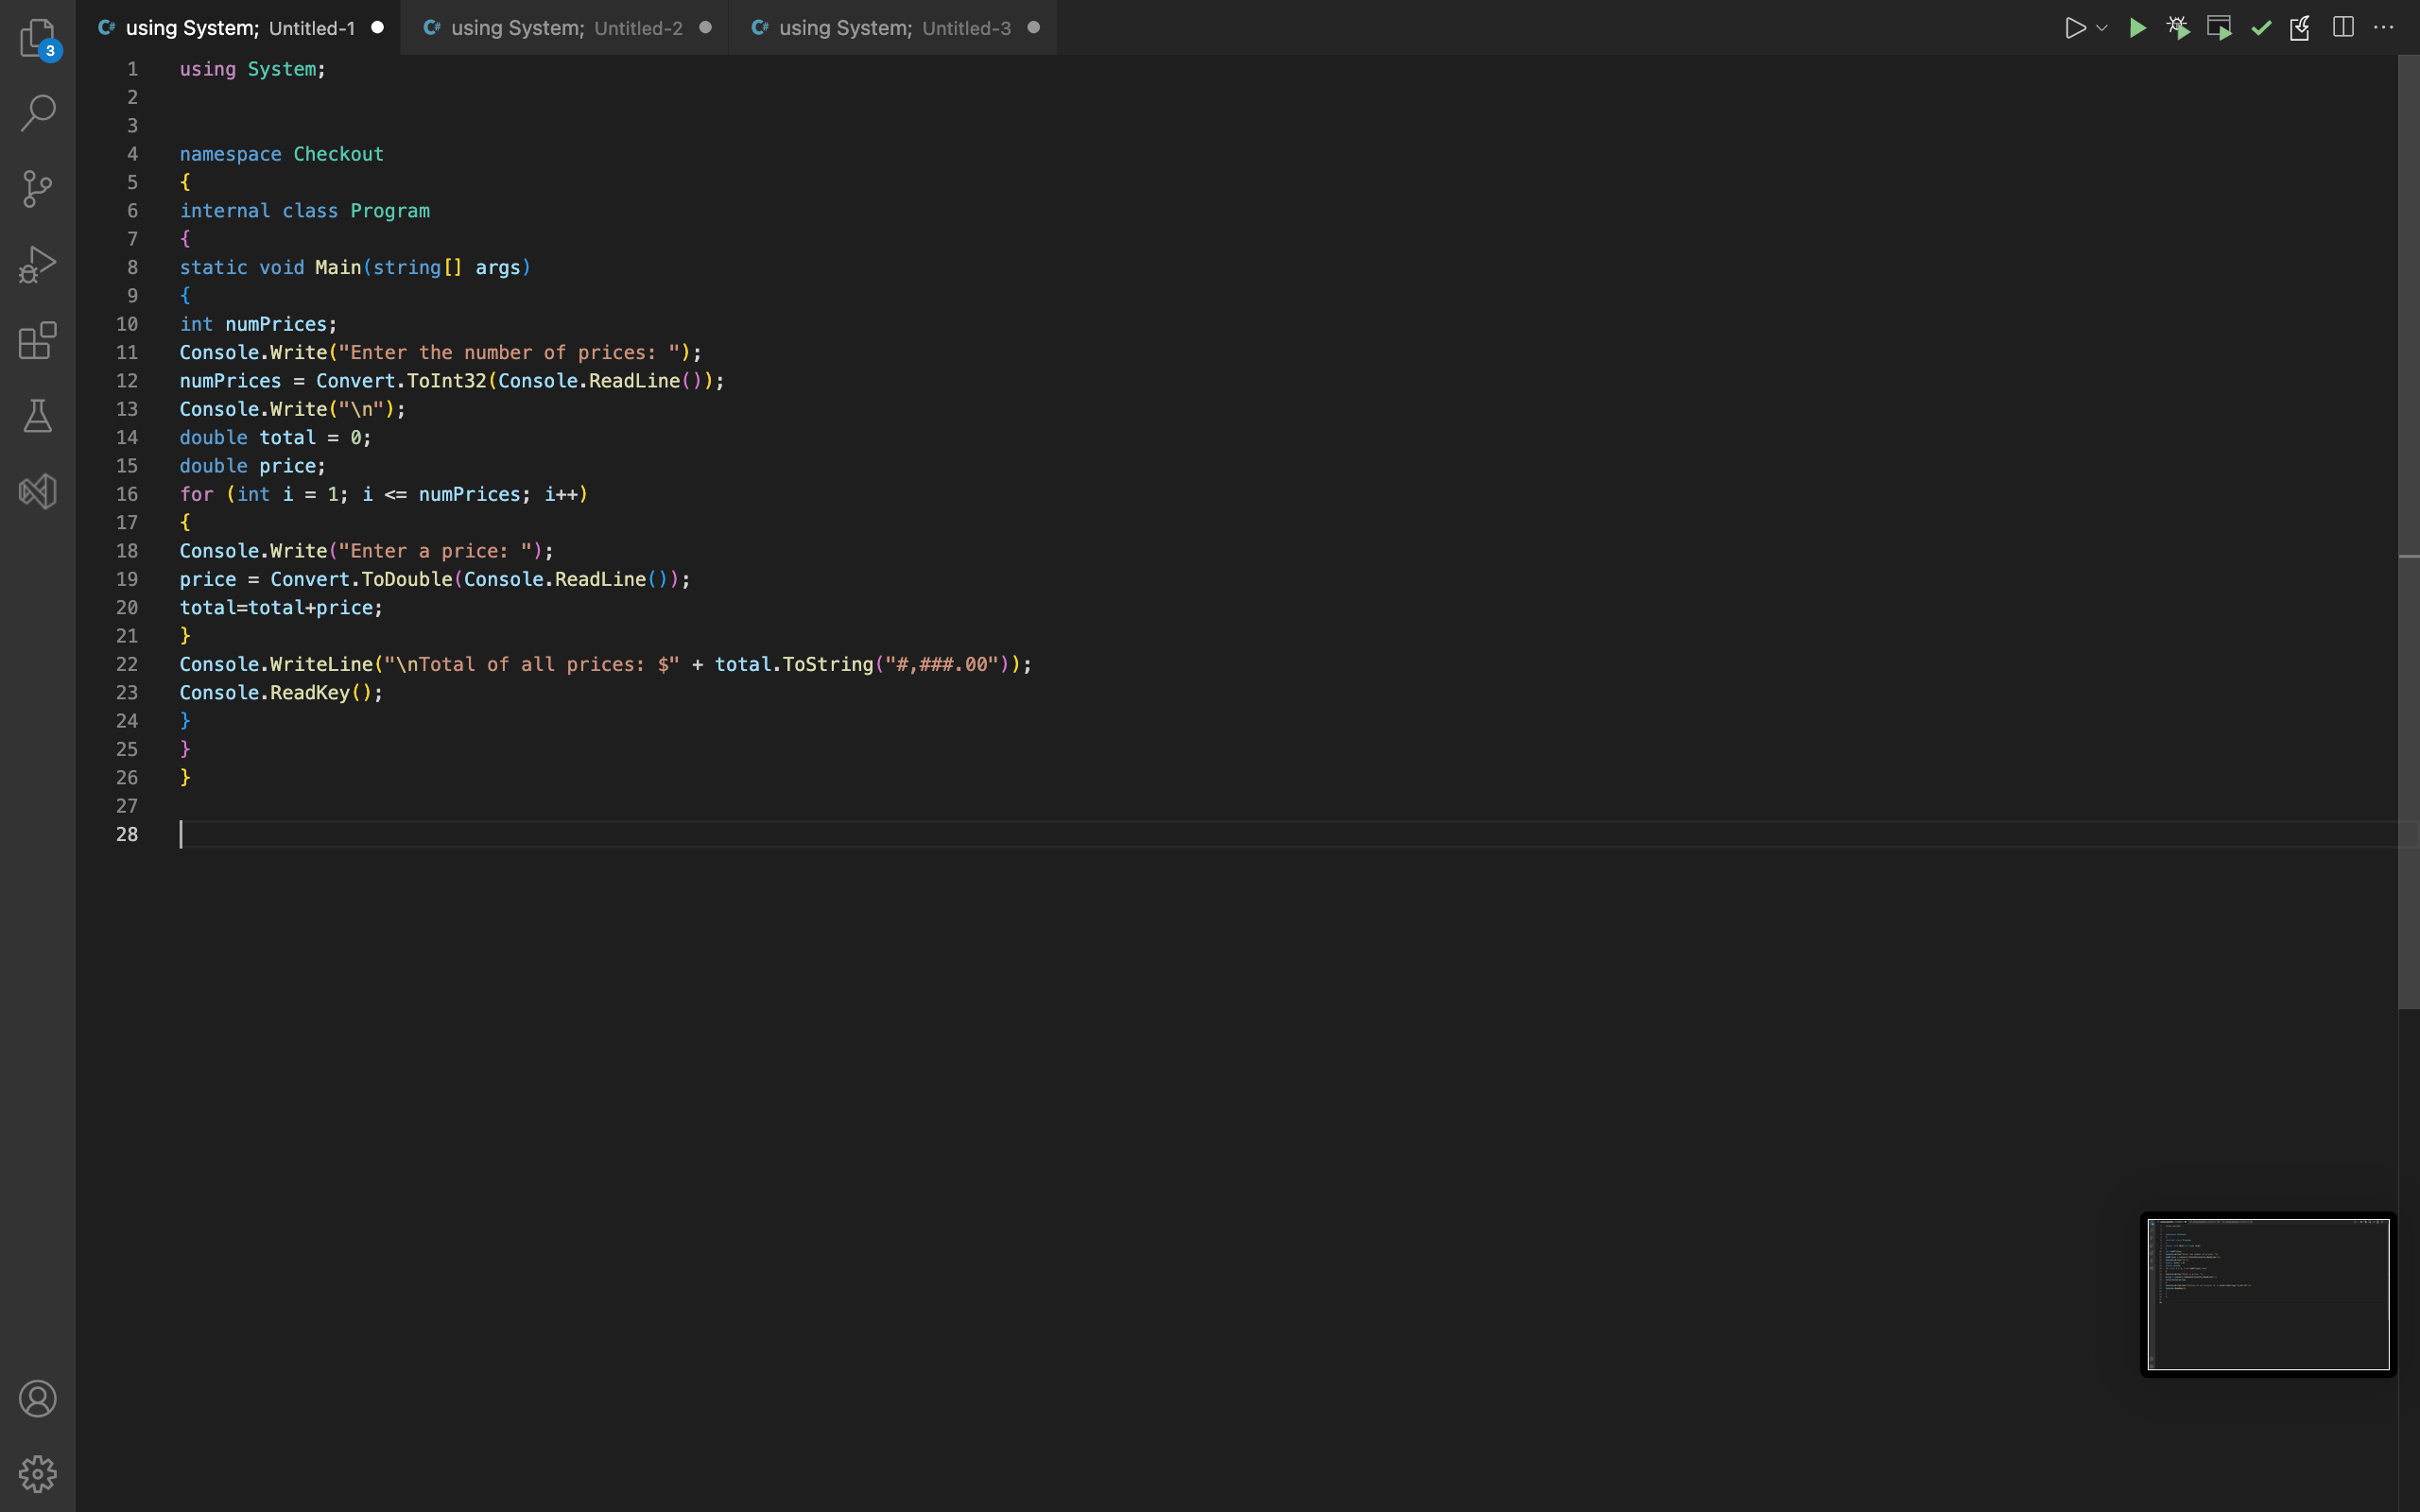 using System; Untitled-1
using System; Untitled-2
using System; Untitled-3
3
1 using System;
2
3
4 namespace Checkout
5 {
6 internal class Program
7 {
8 static void Main(string[] args)
9 {
10 int numPrices;
11 Console.Write("Enter the number of prices: ");
12 numPrices = Convert.ToInt32(Console.ReadLine());
13 Console.Write("\n");
14 double total = 0;
15 double price;
16 for (int i = 1; i <= numPrices; i++)
17 {
18 Console.Write("Enter a price: ");
19 price = Convert.ToDouble(Console.ReadLine());
20 total=total+price;
21 }
22 Console.WriteLine("\nTotal of all prices: $" + total.ToString("#,###.00"));
23 Console.ReadKey();
24 }
25 }
26 }
27
28